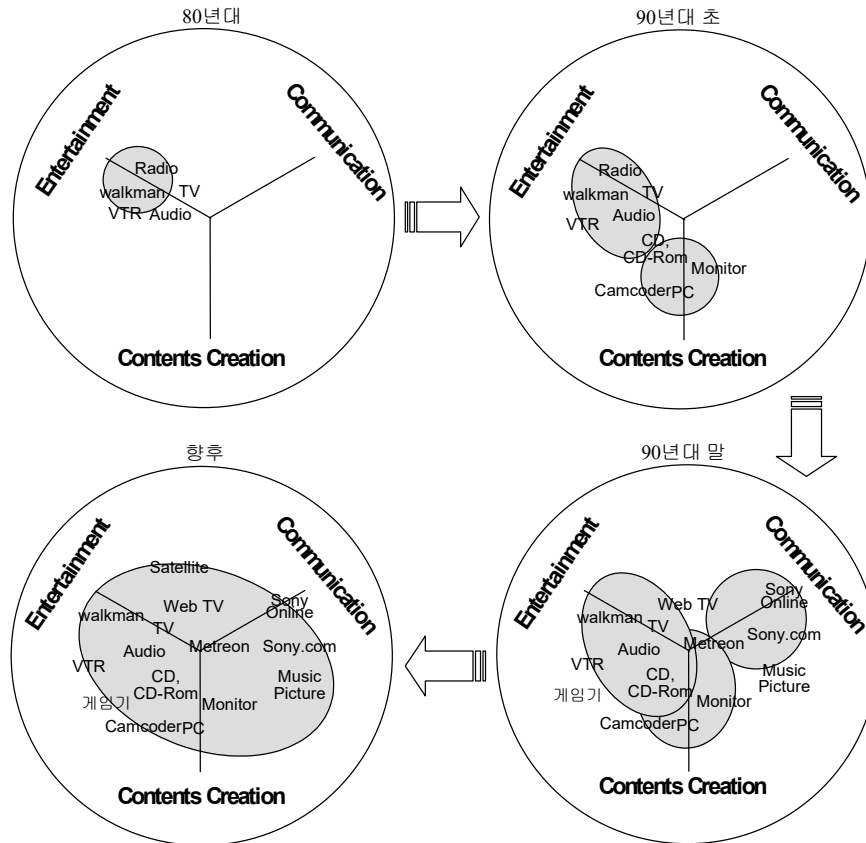 80년대
Entertainment
Communication
Radio
walkman
TV
VTR
Audio
Contents Creation
90년대 초
Entertainment
Communication
Radio
walkman
TV
VTR
Audio
CD,
CD-Rom
Monitor
Camcoder
PC
Contents Creation
90년대 말
Entertainment
Communication
walkman
Web TV
TV
Sony
Online
Metreon
Sony.com
VTR
Audio
CD,
CD-Rom
Music
Picture
게임기
Monitor
Camcoder
PC
Contents Creation
향후
Entertainment
Communication
Satellite
walkman
Web TV
Sony
Online
TV
Metreon
Sony.com
Audio
VTR
CD,
CD-Rom
Music
Picture
게임기
Monitor
Camcoder
PC
Contents Creation